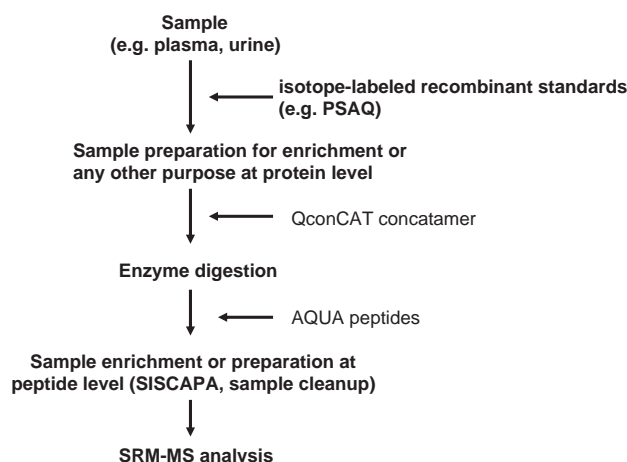 Sample
(e.g. plasma, urine)
isotope-labeled recombinant standards
(e.g. PSAQ)
Sample preparation for enrichment or
any other purpose at protein level
QconCAT concatamer
Enzyme digestion
AQUA peptides
Sample enrichment or preparation at
peptide level (SISCAPA, sample cleanup)
SRM-MS analysis